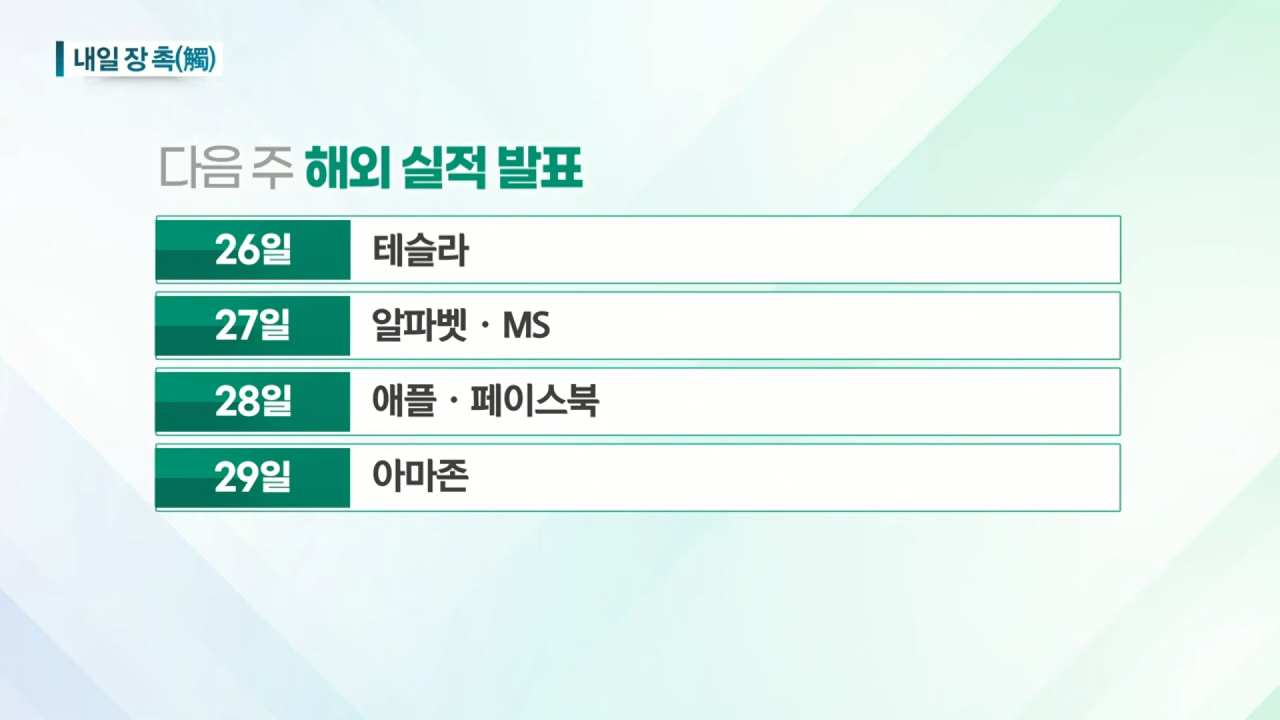 내일 장 촉(觸)
다음 주 해외 실적 발표
26일 테슬라
27일 알파벳 · MS
28일 애플 · 페이스북
29일 아마존